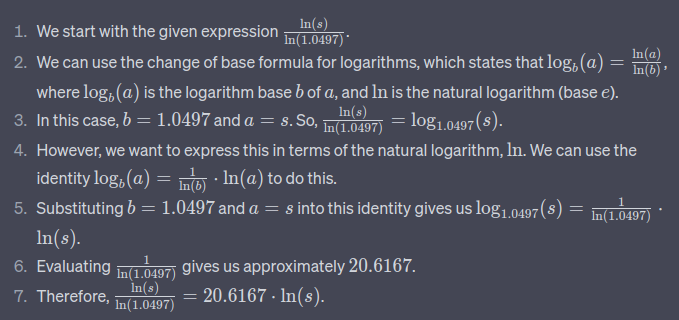 1. We start with the given expression $\frac{\ln(s)}{\ln(1.0497)}$.
2. We can use the change of base formula for logarithms, which states that $\log_b(a) = \frac{\ln(a)}{\ln(b)}$,
where $\log_b(a)$ is the logarithm base $b$ of $a$, and $\ln$ is the natural logarithm (base $e$).
3. In this case, $b = 1.0497$ and $a = s$. So, $\frac{\ln(s)}{\ln(1.0497)} = \log_{1.0497}(s)$.
4. However, we want to express this in terms of the natural logarithm, $\ln$. We can use the
identity $\log_b(a) = \frac{1}{\ln(b)} \cdot \ln(a)$ to do this.
5. Substituting $b = 1.0497$ and $a = s$ into this identity gives us $\log_{1.0497}(s) = \frac{1}{\ln(1.0497)} \cdot$
$\ln(s)$.
6. Evaluating $\frac{1}{\ln(1.0497)}$ gives us approximately $20.6167$.
7. Therefore, $\frac{\ln(s)}{\ln(1.0497)} = 20.6167 \cdot \ln(s)$.